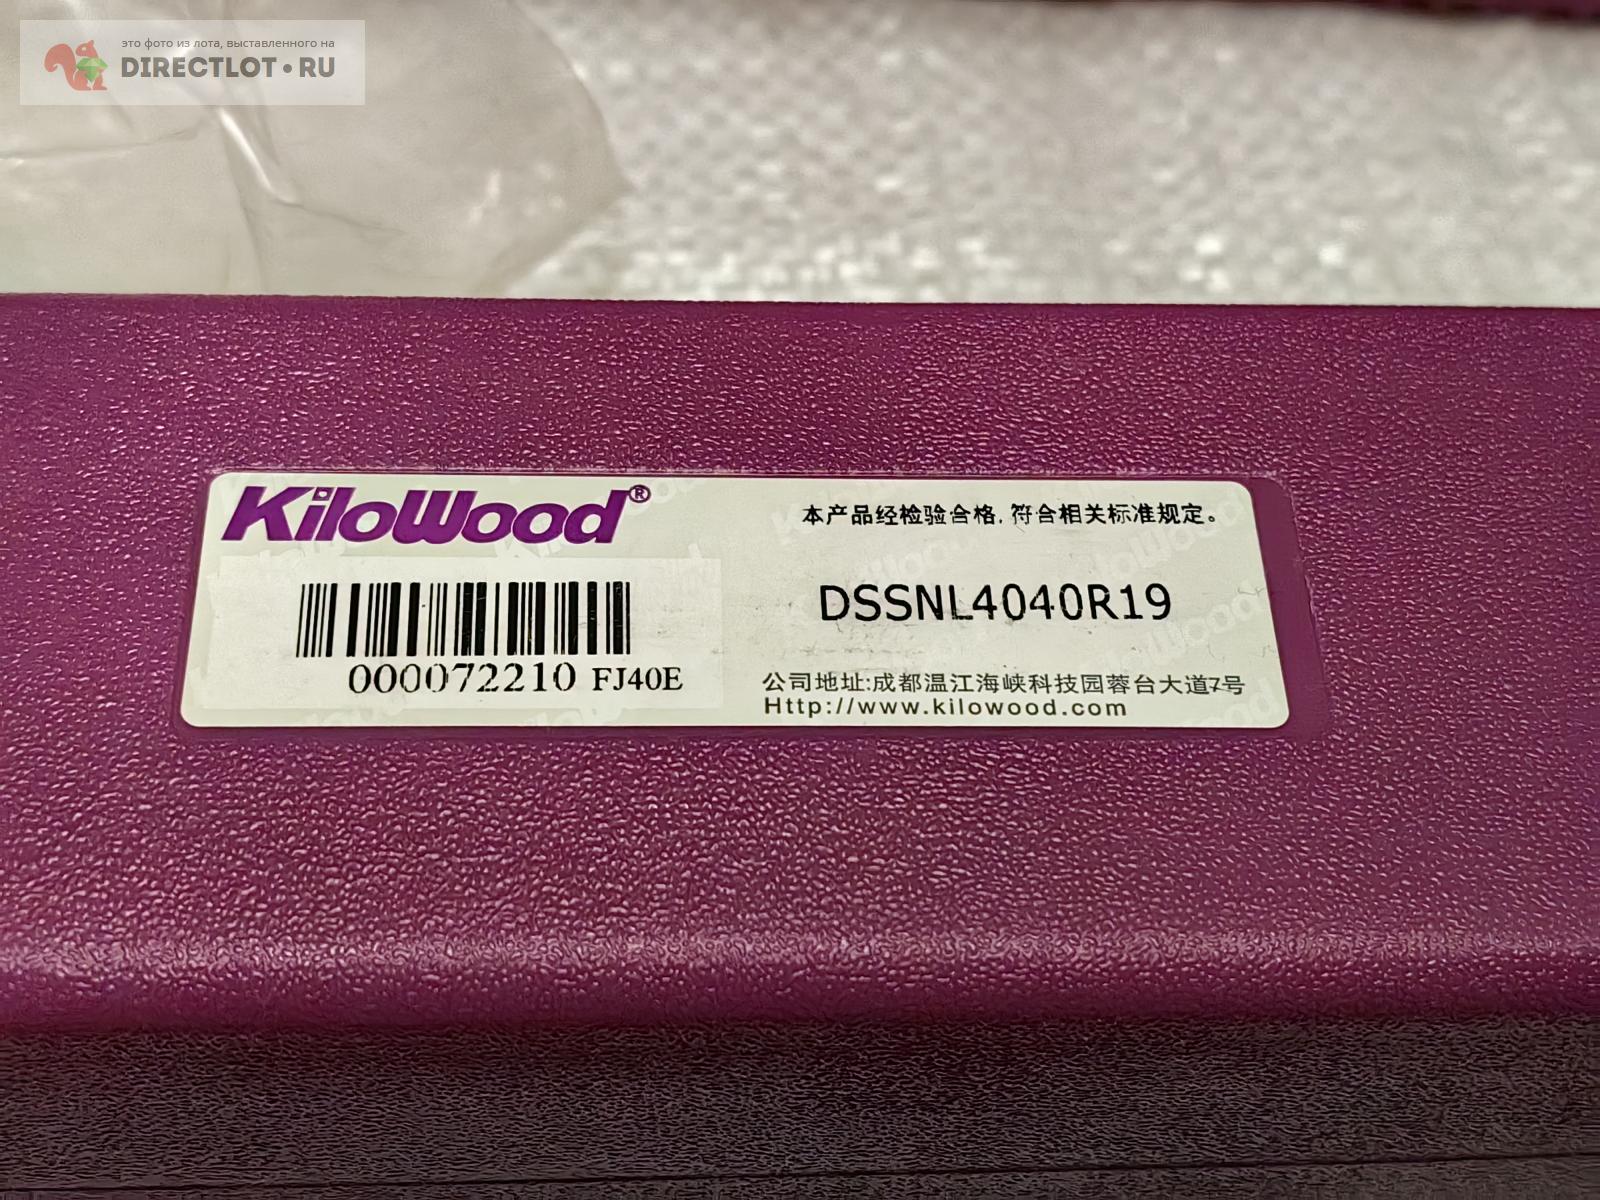 это фото из лота, выставленного на
DIRECTLOT•RU
KiloWood®
本产品经检验合格,符合相关标准规定。
DSSNL4040R19
000072210 FJ40E
公司地址:成都温江海峡科技园蓉台大道7号
Http://www.kilowood.com